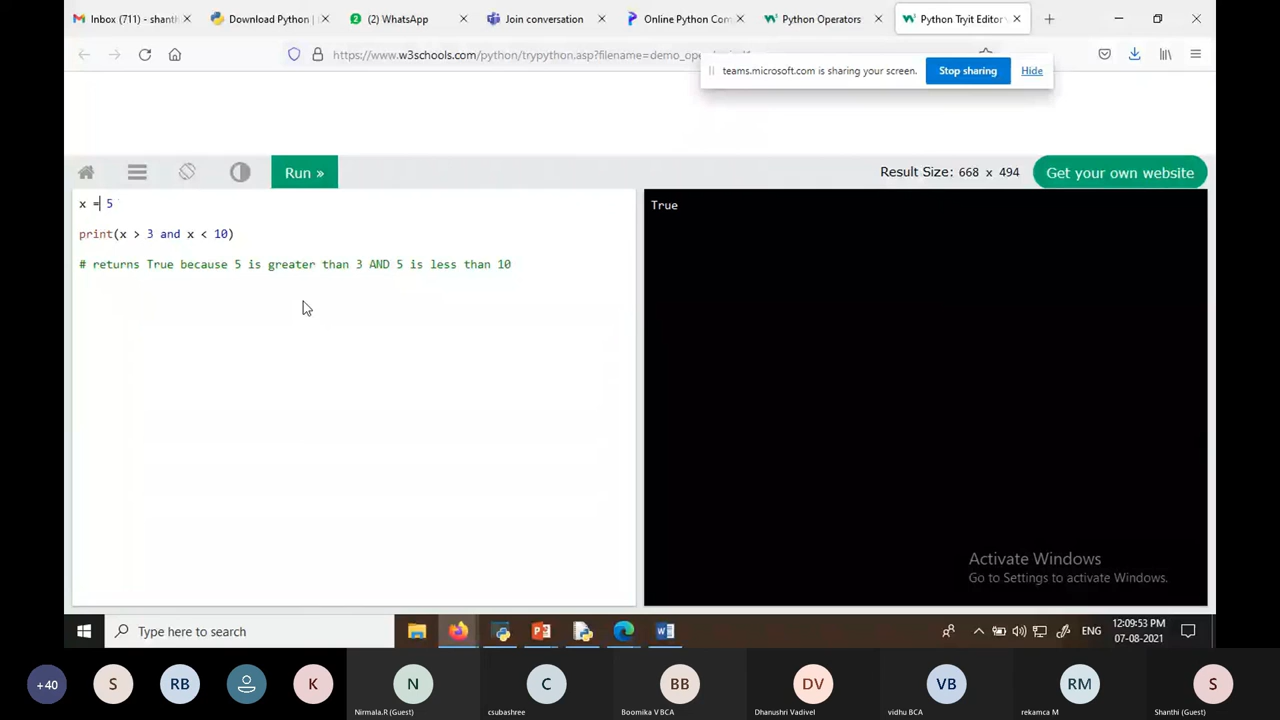 Inbox (11) - shanth
Download Python |
(2) WhatsApp
Join conversation
Online Python Com
Python Operators
Python Tryit Editor
https://www.w3schools.com/python/trypython.asp?filename=demo_op
teams.microsoft.com is sharing your screen.
Stop sharing
Hide
Run »
Result Size: 668 x 494
Get your own website
x = 5
print(x > 3 and x < 10)
# returns True because 5 is greater than 3 AND 5 is less than 10
True
Activate Windows
Go to Settings to activate Windows.
Type here to search
ENG
12:09:53 PM
07-08-2021
+40
S
RB
K
N
C
BB
DV
VB
RM
S
Nirmala.R (Guest)
csubashree
Boomika V BCA
Dhanushri Vadivel
vidhu BCA
rekamca M
Shanthi (Guest)